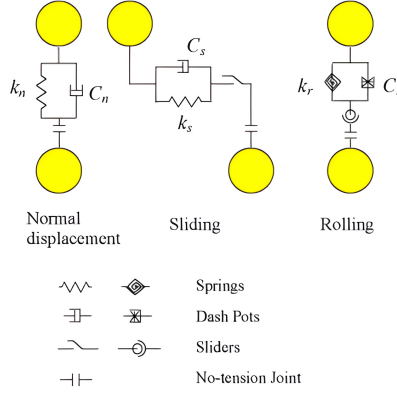 C_s
k_n
C_n
k_s
k_r
Normal
displacement
Sliding
Rolling
Springs
Dash Pots
Sliders
No-tension Joint